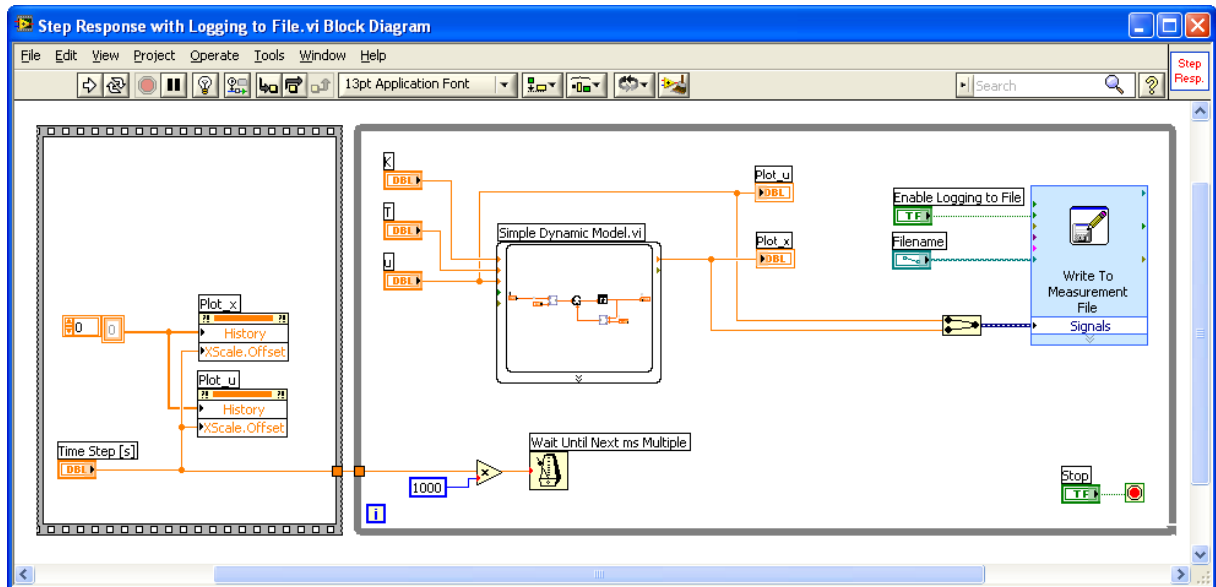 Step Response with Logging to File.vi Block Diagram
File Edit View Project Operate Tools Window Help
13pt Application Font
Search
Step
Resp.
K
DBL
T
DBL
u
DBL
Simple Dynamic Model.vi
Plot_u
DBL
Plot_x
DBL
Enable Logging to File
TF
Filename
Write To
Measurement
File
Signals
0
0
Plot_x
History
XScale.Offset
Plot_u
History
XScale.Offset
Time Step [s]
DBL
1000
Wait Until Next ms Multiple
i
Stop
TF